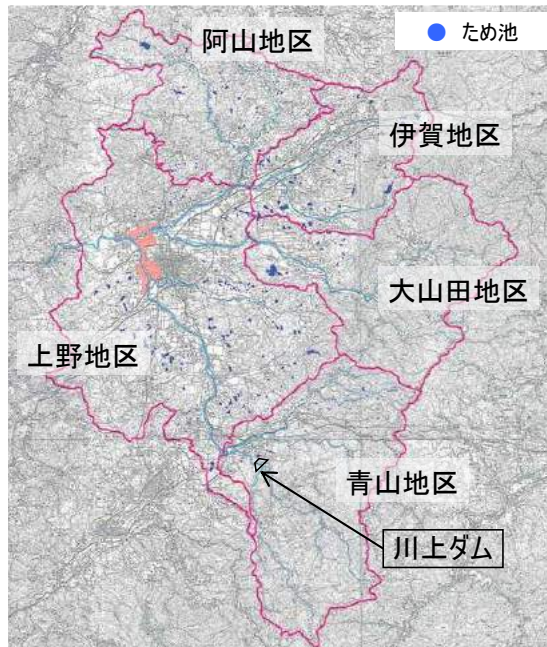 阿山地区
ため池
伊賀地区
大山田地区
上野地区
青山地区
川上ダム